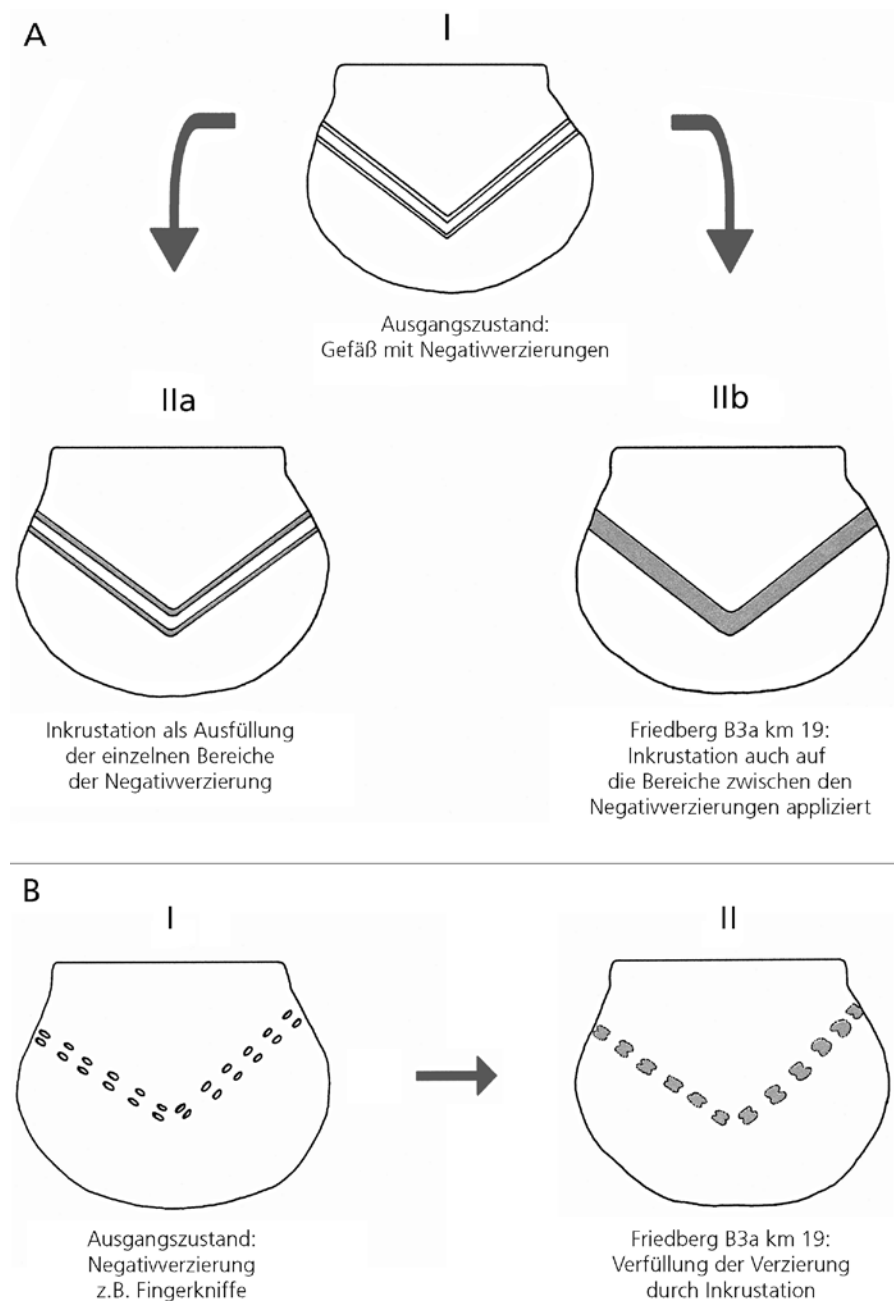 A
I
Ausgangszustand:
Gefäß mit Negativverzierungen
IIa
Inkrustation als Ausfüllung
der einzelnen Bereiche
der Negativverzierung
IIb
Friedberg B3a km 19:
Inkrustation auch auf
die Bereiche zwischen den
Negativverzierungen appliziert
B
I
Ausgangszustand:
Negativverzierung
z.B. Fingerkniffe
II
Friedberg B3a km 19:
Verfüllung der Verzierung
durch Inkrustation